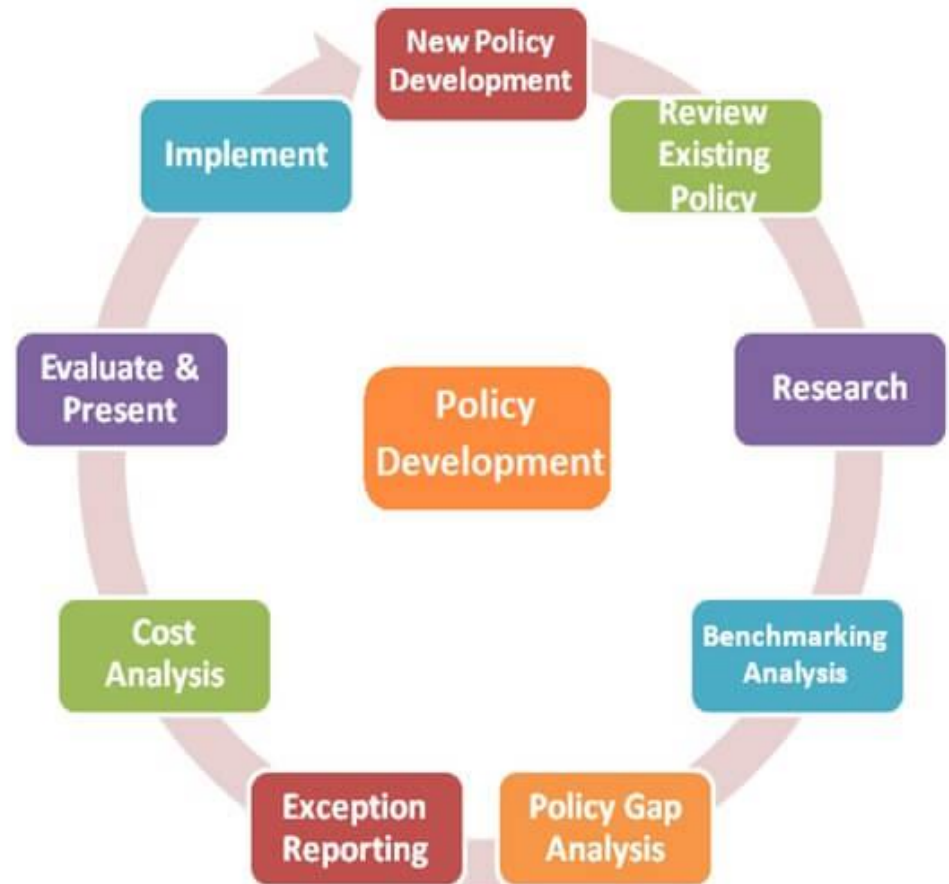 New Policy
Development
Review
Existing
Policy
Research
Benchmarking
Analysis
Policy Gap
Analysis
Exception
Reporting
Cost
Analysis
Evaluate &
Present
Implement
Policy
Development